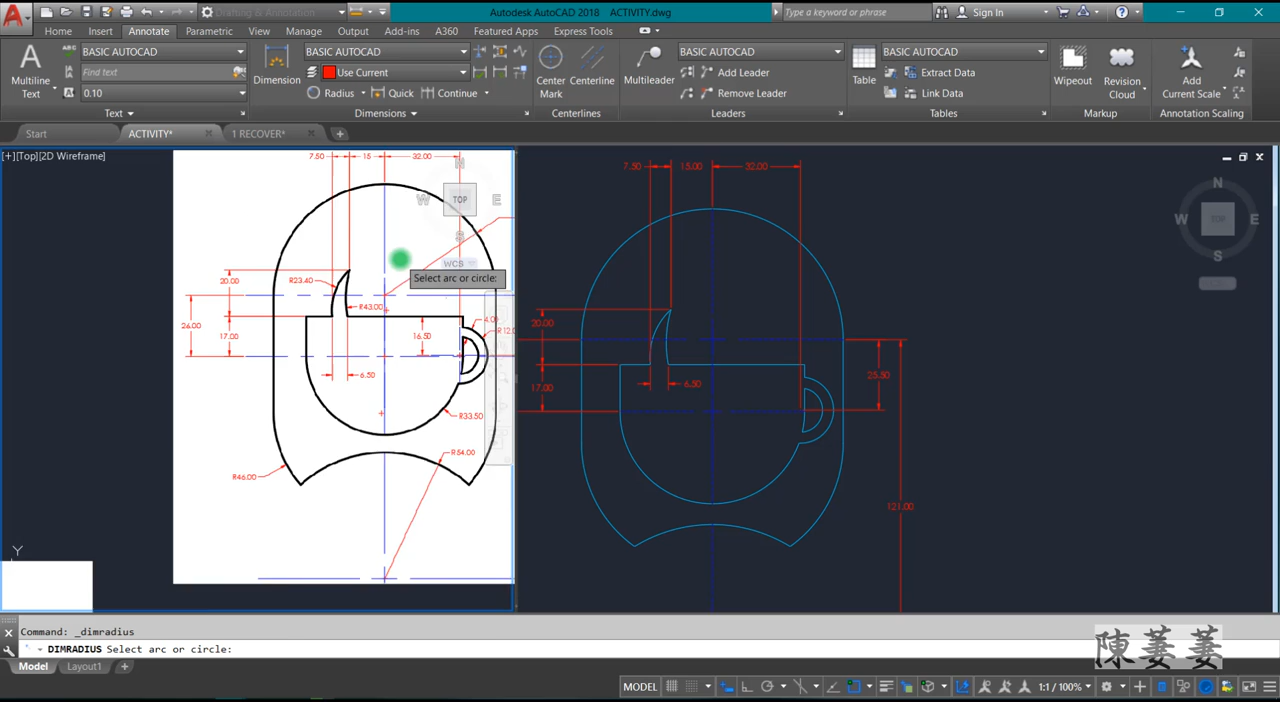 Drafting & Annotation
Autodesk AutoCAD 2018 ACTIVITY.dwg
Type a keyword or phrase
Sign In
Home Insert Annotate Parametric View Manage Output Add-ins A360 Featured Apps Express Tools
Multiline
Text
BASIC AUTOCAD
Find text
0.10
Text
Dimension
BASIC AUTOCAD
Use Current
Radius Quick Continue
Dimensions
Center
Mark
Centerline
Centerlines
Multileader
BASIC AUTOCAD
Add Leader
Remove Leader
Leaders
Table
BASIC AUTOCAD
Extract Data
Link Data
Tables
Wipeout
Revision
Cloud
Markup
Add
Current Scale
Annotation Scaling
Start ACTIVITY* 1 RECOVER*
[+][Top][2D Wireframe]
7.50 15 32.00
N
W TOP E
S
WCS
Select arc or circle:
20.00
R23.40
R43.00
26.00
17.00
16.50
4.00
R12.0
6.50
R33.50
R54.00
R46.00
Y
7.50 15.00 32.00
20.00
17.00
6.50
25.50
121.00
N
W TOP E
S
Command: _dimradius
DIMRADIUS Select arc or circle:
Model Layout1
陳萋萋
MODEL 1:1 / 100%